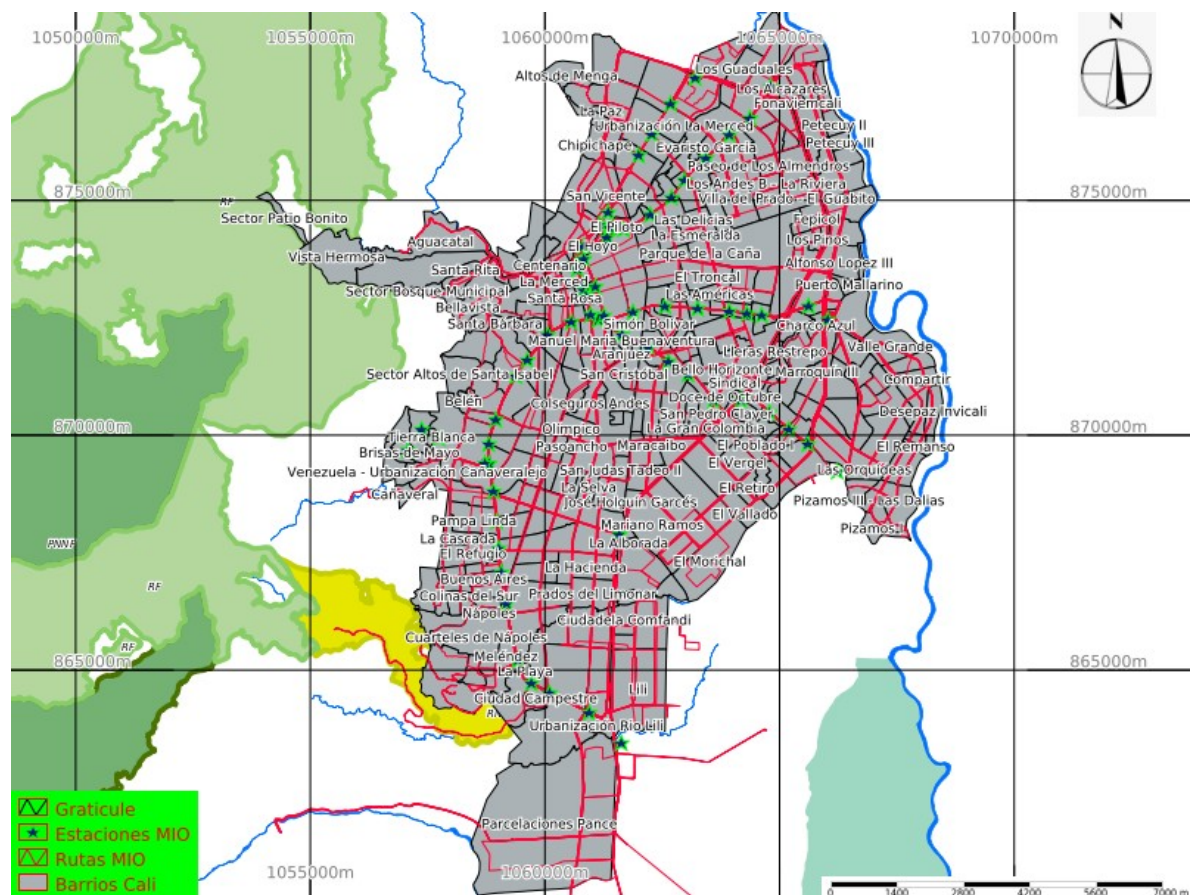 1050000m
1055000m
1060000m
1065000m
1070000m
N
Los Guaduales
Altos de Menga
Los Alcazares
Fonaviemcali
La Paz
Urbanización La Merced
Petecuy II
Petecuy III
Chipichape
Evaristo García
Paseo de Los Almendros
Los Andes B - La Riviera
875000m
875000m
San Vicente
Villa del Prado - El Guabito
RF
Sector Patio Bonito
Las Delicias
Fepicol
El Piloto
La Esmeralda
Los Pinos
Aguacatal
El Hoyo
Vista Hermosa
Parque de la Caña
Centenario
Alfonso Lopez III
Santa Rita
El Troncal
La Merced
Puerto Mallarino
Sector Bosque Municipal
Las Américas
Santa Rosa
Bellavista
Simón Bolivar
Charco Azul
Santa Bárbara
Manuel María Buenaventura
Valle Grande
Aranjuez
Lleras Restrepo
Sector Altos de Santa Isabel
San Cristóbal
Bello Horizonte
Marroquín III
Compartir
Sindical
Belén
Colseguros Andes
Doce de Octubre
San Pedro Claver
Desepaz Invicali
Olímpico
La Gran Colombia
870000m
870000m
Tierra Blanca
Pasoancho
Maracaibo
El Poblado I
El Remanso
Brisas de Mayo
El Vergel
Venezuela - Urbanización Cañaveralejo
San Judas Tadeo II
Las Orquideas
Cañaveral
La Selva
El Retiro
José Holguín Garcés
Pizamos III - Las Dalias
El Vallado
Pampa Linda
Mariano Ramos
Pizamos I
La Cascada
La Alborada
PNNF
El Refugio
El Morichal
La Hacienda
Buenos Aires
RF
Colinas del Sur
Prados del Limonar
Nápoles
Ciudadela Comfandi
Cuarteles de Nápoles
RF
Meléndez
865000m
865000m
La Playa
Lili
Ciudad Campestre
Urbanización Rio Lili
Parcelaciones Pance
Graticule
Estaciones MIO
Rutas MIO
Barrios Cali
1055000m
1060000m
0 1400 2800 4200 5600 7000 m